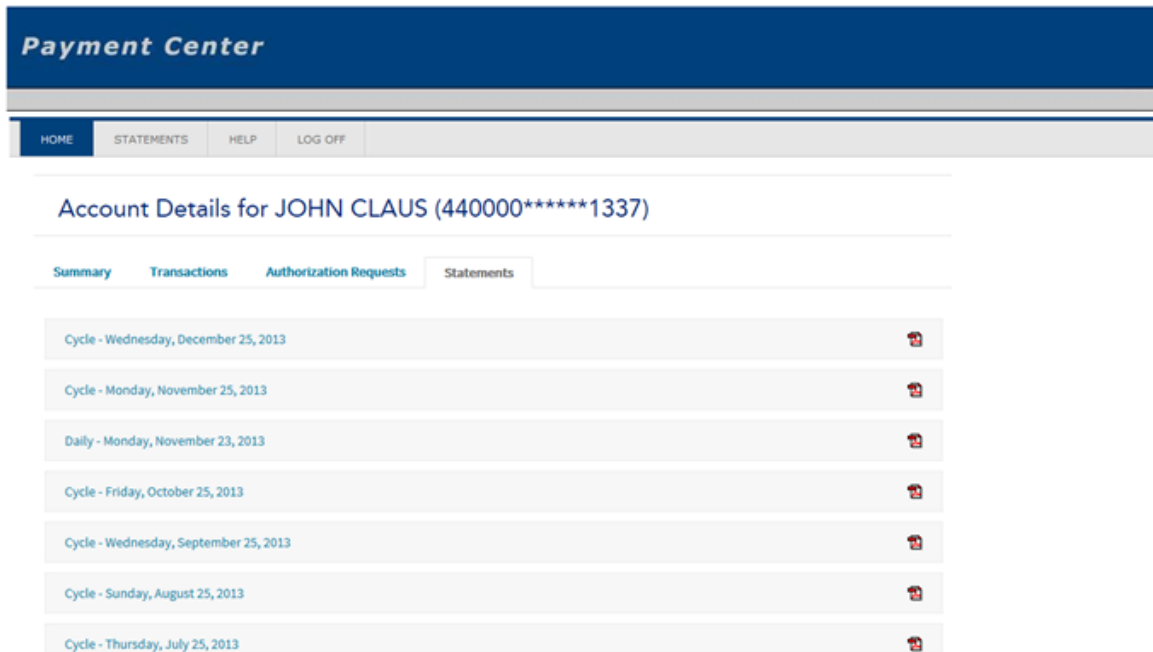 Payment Center
HOME STATEMENTS HELP LOG OFF
Account Details for JOHN CLAUS (440000******1337)
Summary Transactions Authorization Requests Statements
Cycle - Wednesday, December 25, 2013
Cycle - Monday, November 25, 2013
Daily - Monday, November 23, 2013
Cycle - Friday, October 25, 2013
Cycle - Wednesday, September 25, 2013
Cycle - Sunday, August 25, 2013
Cycle - Thursday, July 25, 2013